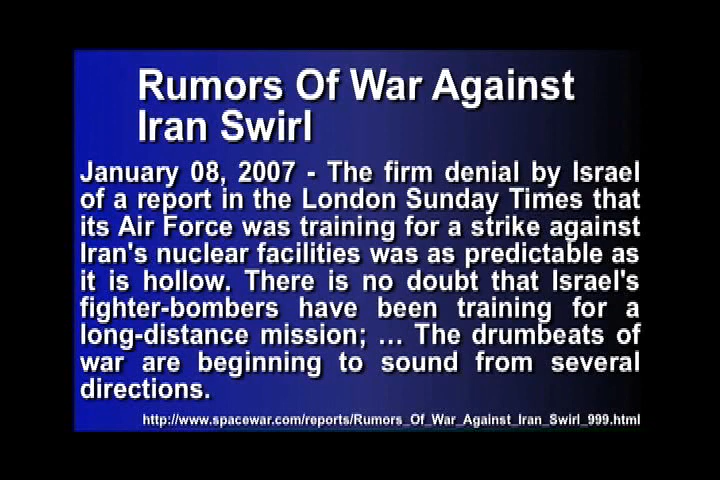 Rumors Of War Against
Iran Swirl
January 08, 2007 - The firm denial by Israel
of a report in the London Sunday Times that
its Air Force was training for a strike against
Iran's nuclear facilities was as predictable as
it is hollow. There is no doubt that Israel's
fighter-bombers have been training for a
long-distance mission; … The drumbeats of
war are beginning to sound from several
directions.
http://www.spacewar.com/reports/Rumors_Of_War_Against_Iran_Swirl_999.html